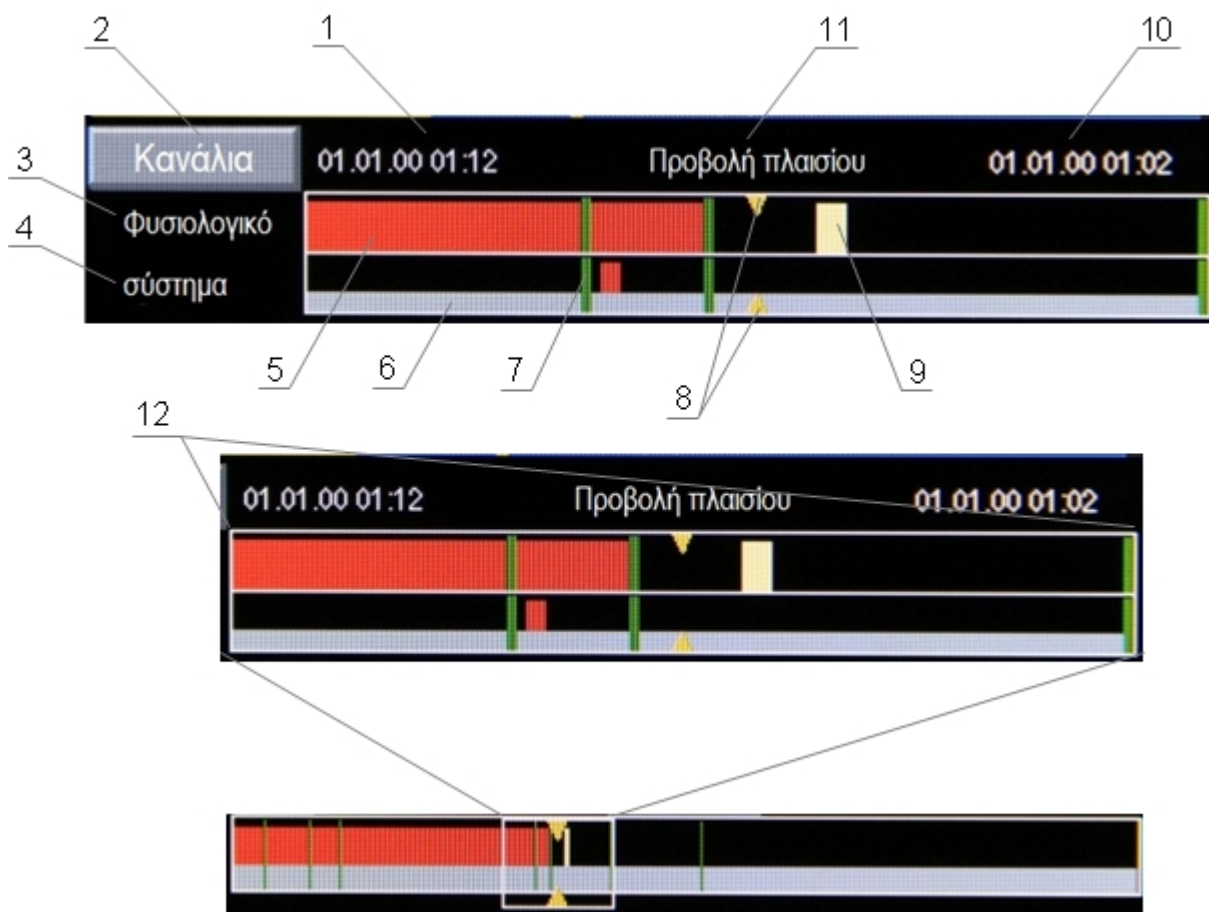 2 1 11 10
Κανάλια 01.01.00 01:12 Προβολή πλαισίου 01.01.00 01:02
3 Φυσιολογικό
4 σύστημα
5 6 7 8 9
12
01.01.00 01:12 Προβολή πλαισίου 01.01.00 01:02